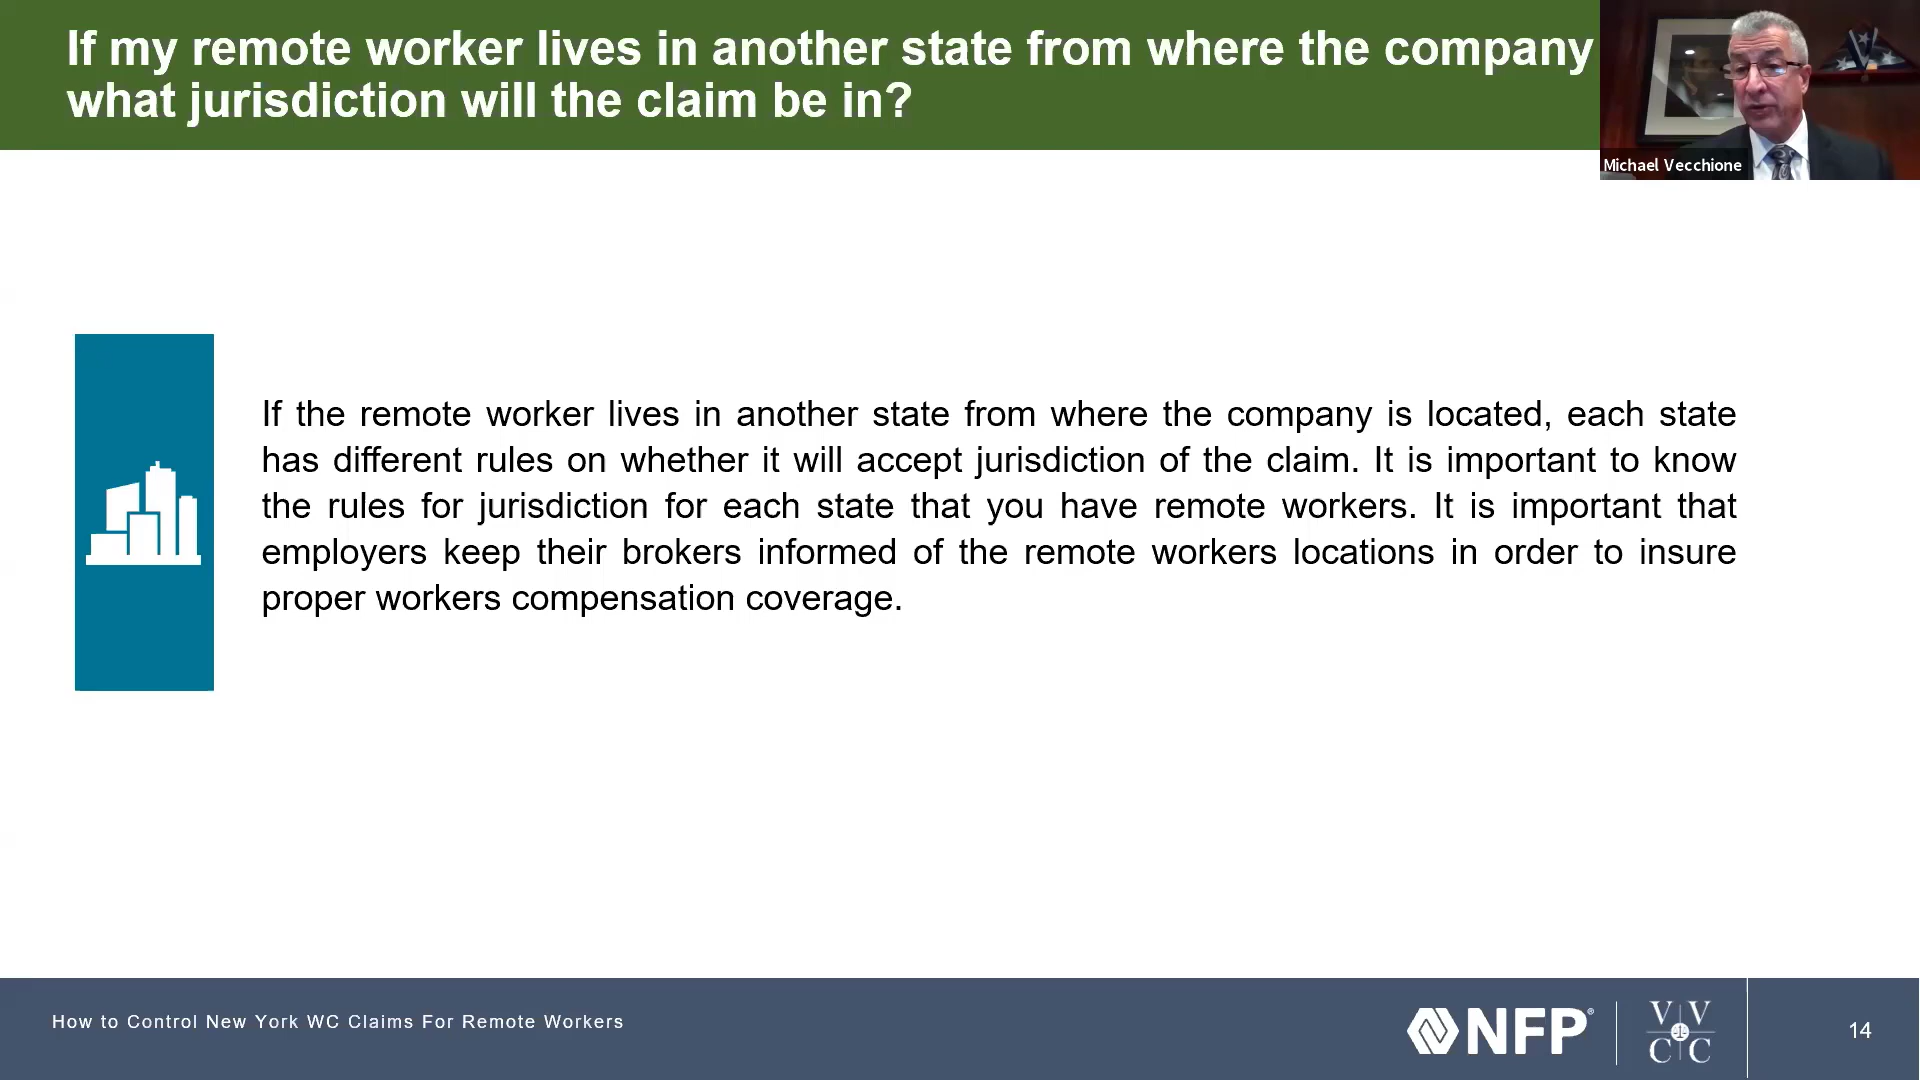 If my remote worker lives in another state from where the company
what jurisdiction will the claim be in?
Michael Vecchione
If the remote worker lives in another state from where the company is located, each state
has different rules on whether it will accept jurisdiction of the claim. It is important to know
the rules for jurisdiction for each state that you have remote workers. It is important that
employers keep their brokers informed of the remote workers locations in order to insure
proper workers compensation coverage.
How to Control New York WC Claims For Remote Workers
NFP®
V V
C C
14